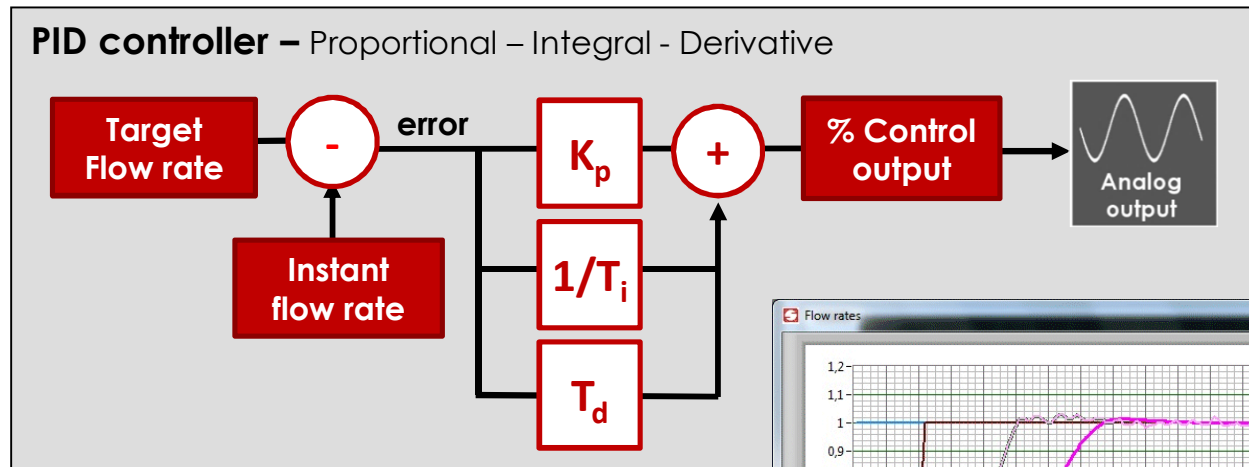 PID controller – Proportional – Integral - Derivative
Target
Flow rate
-
error
Kp
+
% Control
output
Analog
output
Instant
flow rate
1/Ti
Td
Flow rates
1,2
1,1
1
0,9